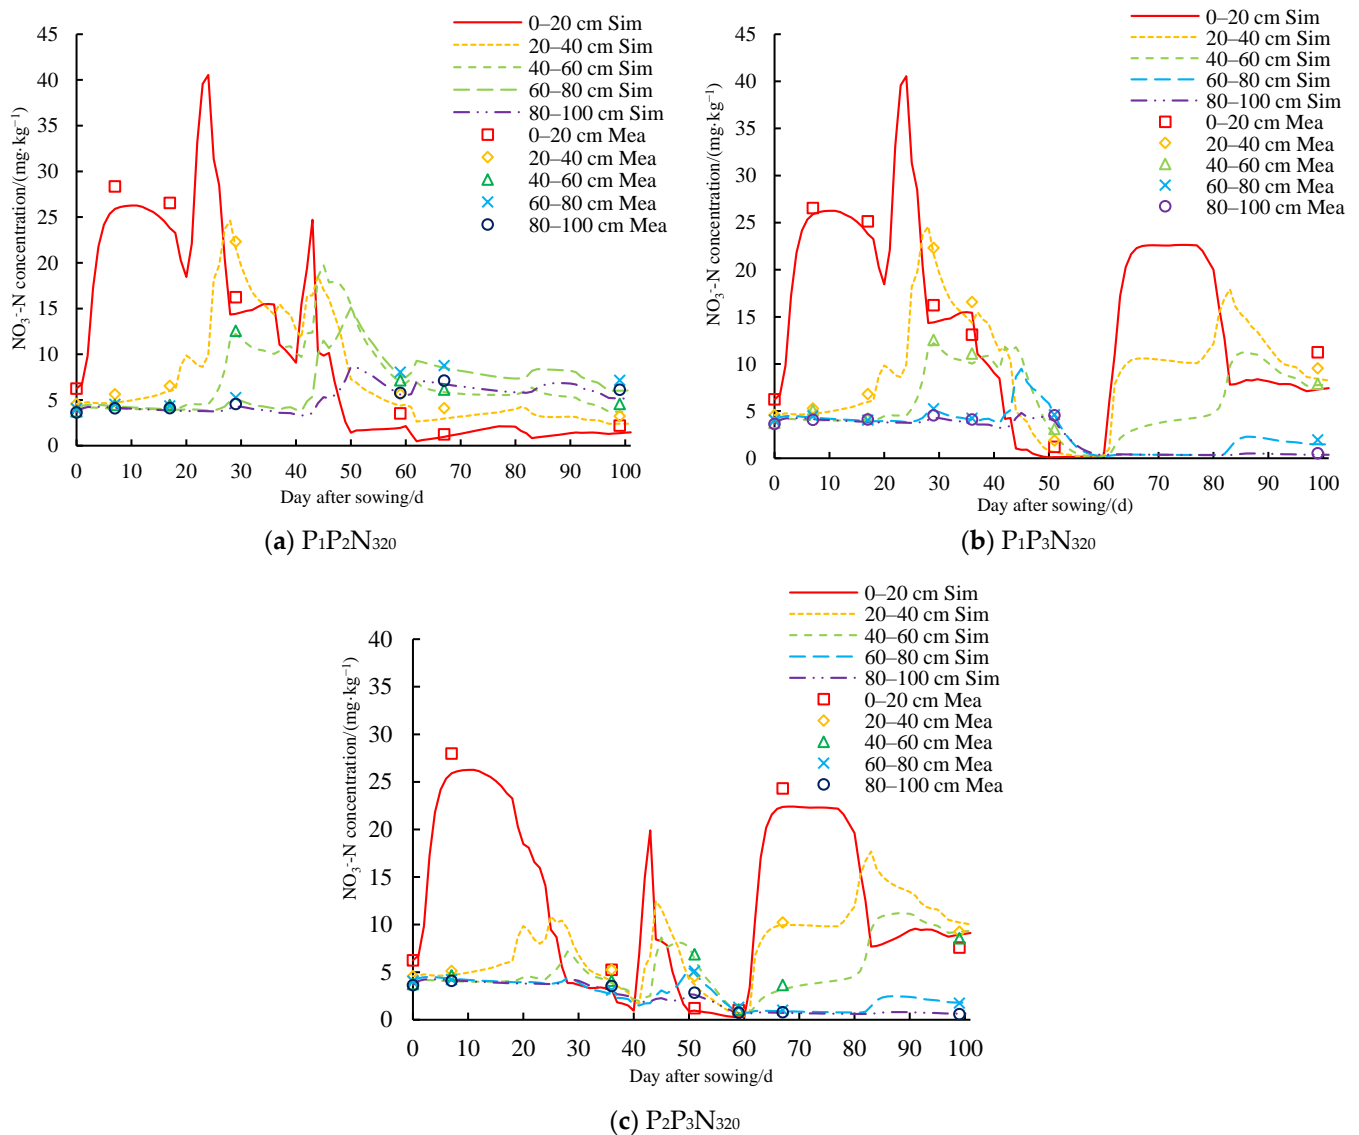 0–20 cm Sim
20–40 cm Sim
40–60 cm Sim
60–80 cm Sim
80–100 cm Sim
0–20 cm Mea
20–40 cm Mea
40–60 cm Mea
60–80 cm Mea
80–100 cm Mea
NO₃⁻-N concentration/(mg·kg⁻¹)
45
40
35
30
25
20
15
10
5
0
0 10 20 30 40 50 60 70 80 90 100
Day after sowing/d
(a) P₁P₂N₃₂₀
0–20 cm Sim
20–40 cm Sim
40–60 cm Sim
60–80 cm Sim
80–100 cm Sim
0–20 cm Mea
20–40 cm Mea
40–60 cm Mea
60–80 cm Mea
80–100 cm Mea
NO₃⁻-N concentration/(mg·kg⁻¹)
45
40
35
30
25
20
15
10
5
0
0 10 20 30 40 50 60 70 80 90 100
Day after sowing/(d)
(b) P₁P₃N₃₂₀
0–20 cm Sim
20–40 cm Sim
40–60 cm Sim
60–80 cm Sim
80–100 cm Sim
0–20 cm Mea
20–40 cm Mea
40–60 cm Mea
60–80 cm Mea
80–100 cm Mea
NO₃⁻-N concentration/(mg·kg⁻¹)
40
35
30
25
20
15
10
5
0
0 10 20 30 40 50 60 70 80 90 100
Day after sowing/d
(c) P₂P₃N₃₂₀